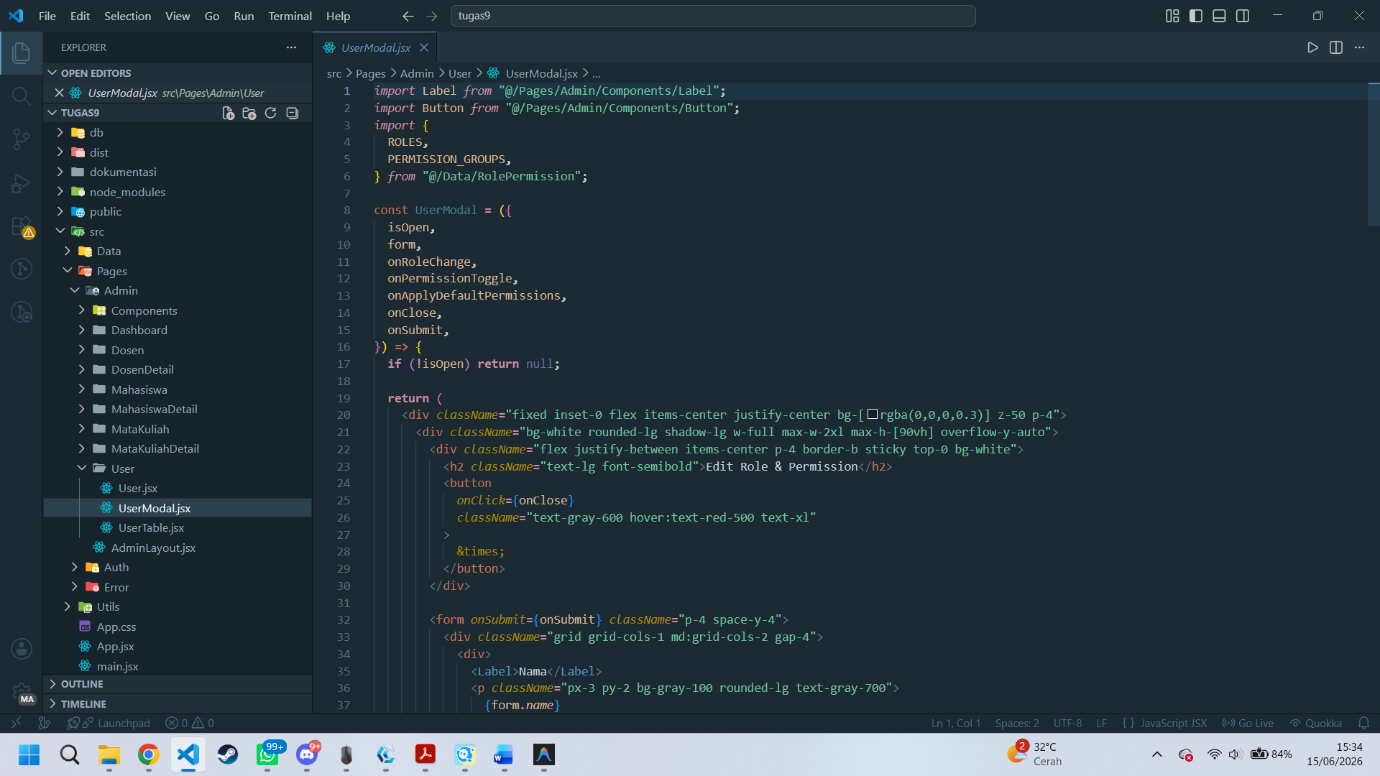 File Edit Selection View Go Run Terminal Help
tugas9
EXPLORER
OPEN EDITORS
UserModal.jsx src\Pages\Admin\User
TUGAS9
db
dist
dokumentasi
node_modules
public
src
Data
Pages
Admin
Components
Dashboard
Dosen
DosenDetail
Mahasiswa
MahasiswaDetail
MataKuliah
MataKuliahDetail
User
User.jsx
UserModal.jsx
UserTable.jsx
AdminLayout.jsx
Auth
Error
Utils
App.css
App.jsx
main.jsx
OUTLINE
TIMELINE
MA
UserModal.jsx
src > Pages > Admin > User > UserModal.jsx > ...
1 import Label from "@/Pages/Admin/Components/Label";
2 import Button from "@/Pages/Admin/Components/Button";
3 import {
4 ROLES,
5 PERMISSION_GROUPS,
6 } from "@/Data/RolePermission";
7
8 const UserModal = ({
9 isOpen,
10 form,
11 onRoleChange,
12 onPermissionToggle,
13 onApplyDefaultPermissions,
14 onClose,
15 onSubmit,
16 }) => {
17 if (!isOpen) return null;
18
19 return (
20 <div className="fixed inset-0 flex items-center justify-center bg-[rgba(0,0,0,0.3)] z-50 p-4">
21 <div className="bg-white rounded-lg shadow-lg w-full max-w-2xl max-h-[90vh] overflow-y-auto">
22 <div className="flex justify-between items-center p-4 border-b sticky top-0 bg-white">
23 <h2 className="text-lg font-semibold">Edit Role & Permission</h2>
24 <button
25 onClick={onClose}
26 className="text-gray-600 hover:text-red-500 text-xl"
27 >
28 &times;
29 </button>
30 </div>
31
32 <form onSubmit={onSubmit} className="p-4 space-y-4">
33 <div className="grid grid-cols-1 md:grid-cols-2 gap-4">
34 <div>
35 <Label>Nama</Label>
36 <p className="px-3 py-2 bg-gray-100 rounded-lg text-gray-700">
37 {form.name}
Launchpad 0 0
Ln 1, Col 1 Spaces: 2 UTF-8 LF { } JavaScript JSX Go Live Quokka
99+
9+
2
32°C
Cerah
84%
15:34
15/06/2026